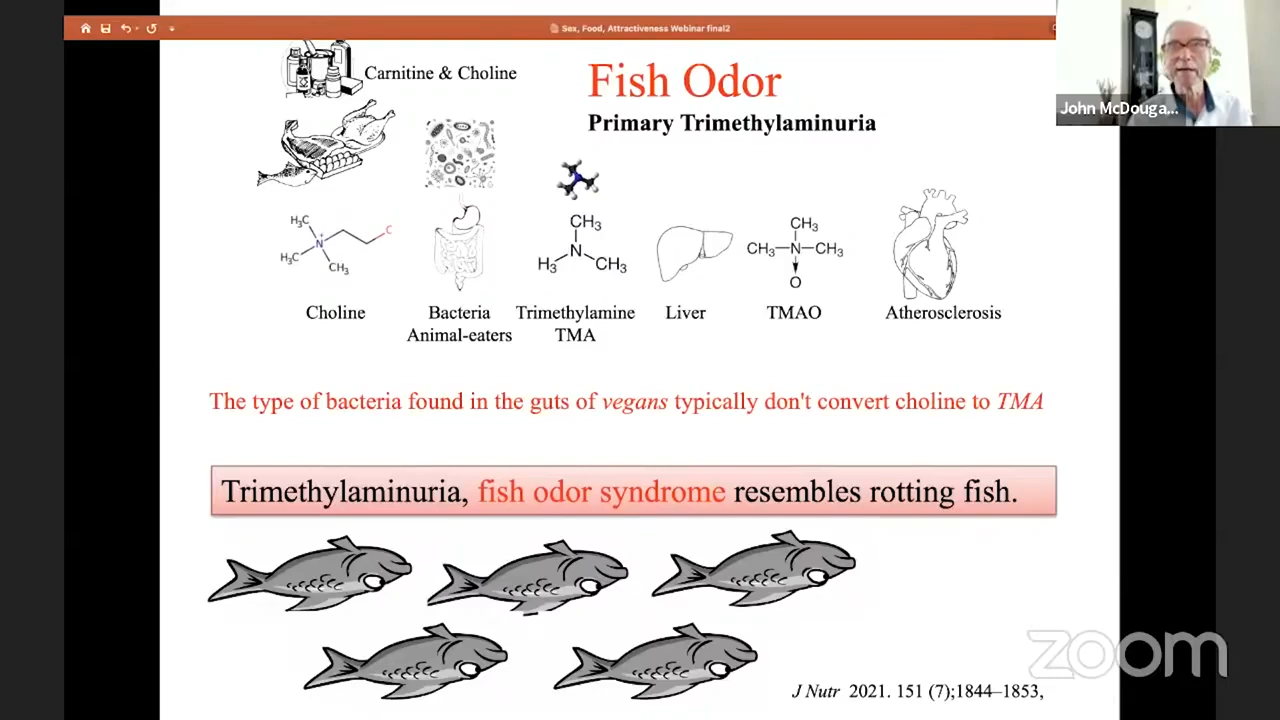 Sex, Food, Attractiveness Webinar final2
John McDouga...
Carnitine & Choline
Fish Odor
Primary Trimethylaminuria
H₃C
N+
H₃C
CH₃
C
CH₃
N
H₃
CH₃
CH₃
CH₃—N—CH₃
O
Choline
Bacteria
Animal-eaters
Trimethylamine
TMA
Liver
TMAO
Atherosclerosis
The type of bacteria found in the guts of vegans typically don't convert choline to TMA
Trimethylaminuria, fish odor syndrome resembles rotting fish.
J Nutr 2021. 151 (7);1844–1853,
zoom